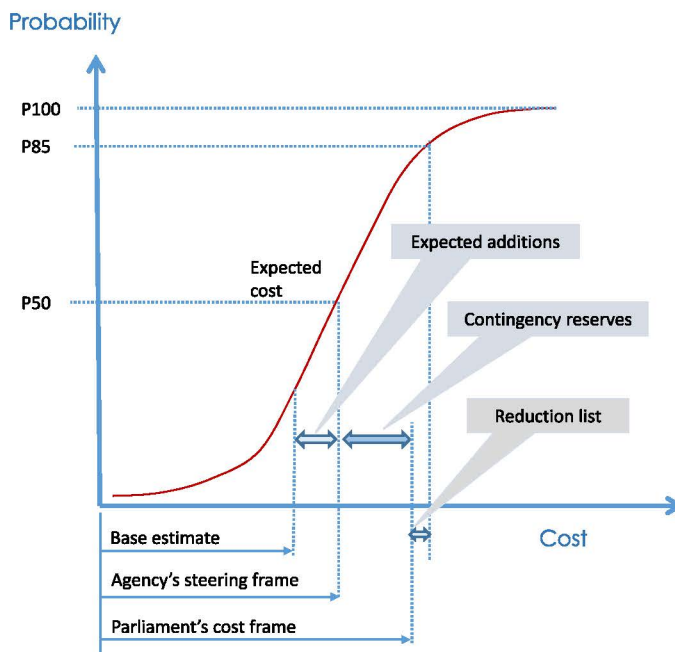 Probability
P100
P85
Expected additions
Expected
cost
P50
Contingency reserves
Reduction list
Base estimate
Cost
Agency's steering frame
Parliament's cost frame